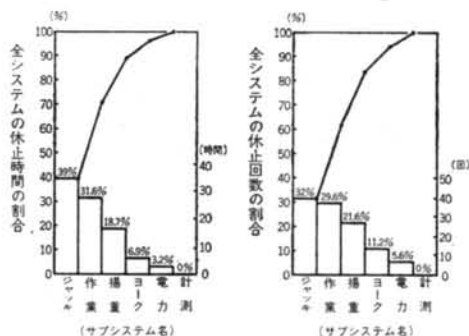 (%)
全システムの休止時間の割合
100
90
80
70
60
50
40
30
20
10
0
39%
31.6%
18.7%
6.9%
3.2%
0%
(時間)
40
30
20
10
0
ジャッキ
作業
揚重
ヨーク
電力
計測
(サブシステム名)
(%)
全システムの休止回数の割合
100
90
80
70
60
50
40
30
20
10
0
32%
29.6%
21.6%
11.2%
5.6%
0%
(回)
50
40
30
20
10
0
ジャッキ
作業
揚重
ヨーク
電力
計測
(サブシステム名)